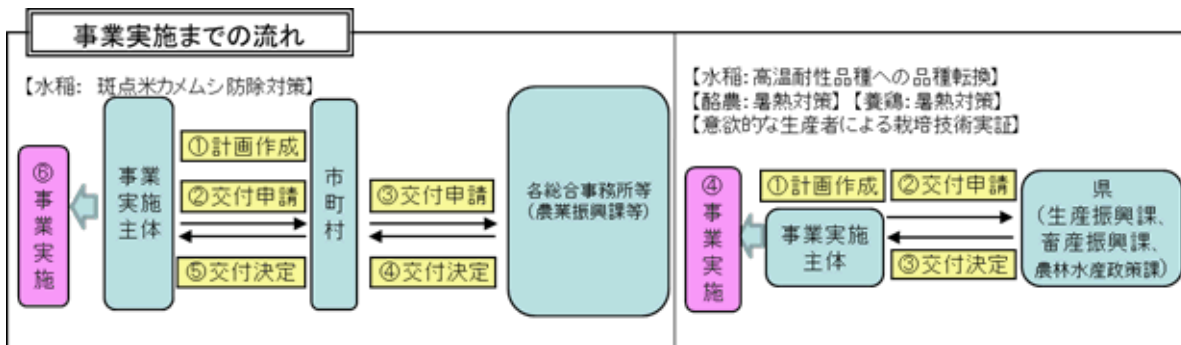 事業実施までの流れ
【水稲: 斑点米カメムシ防除対策】
⑥事業実施
事業
実施
主体
①計画作成
②交付申請
⑤交付決定
市町村
③交付申請
④交付決定
各総合事務所等
(農業振興課等)
【水稲:高温耐性品種への品種転換】
【酪農:暑熱対策】【養鶏:暑熱対策】
【意欲的な生産者による栽培技術実証】
④事業実施
①計画作成
②交付申請
事業実施
主体
③交付決定
県
(生産振興課、
畜産振興課、
農林水産政策課)